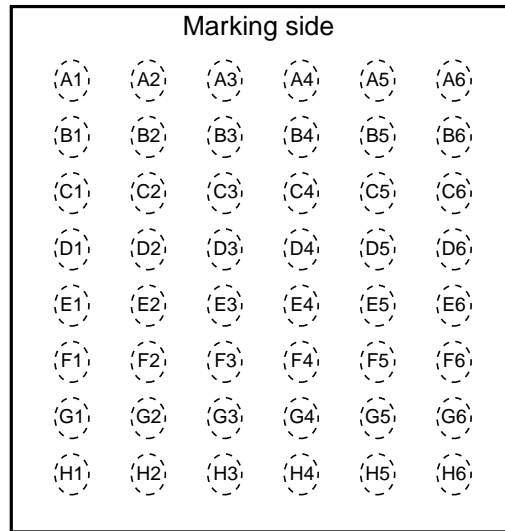 Marking side
A1 A2 A3 A4 A5 A6
B1 B2 B3 B4 B5 B6
C1 C2 C3 C4 C5 C6
D1 D2 D3 D4 D5 D6
E1 E2 E3 E4 E5 E6
F1 F2 F3 F4 F5 F6
G1 G2 G3 G4 G5 G6
H1 H2 H3 H4 H5 H6